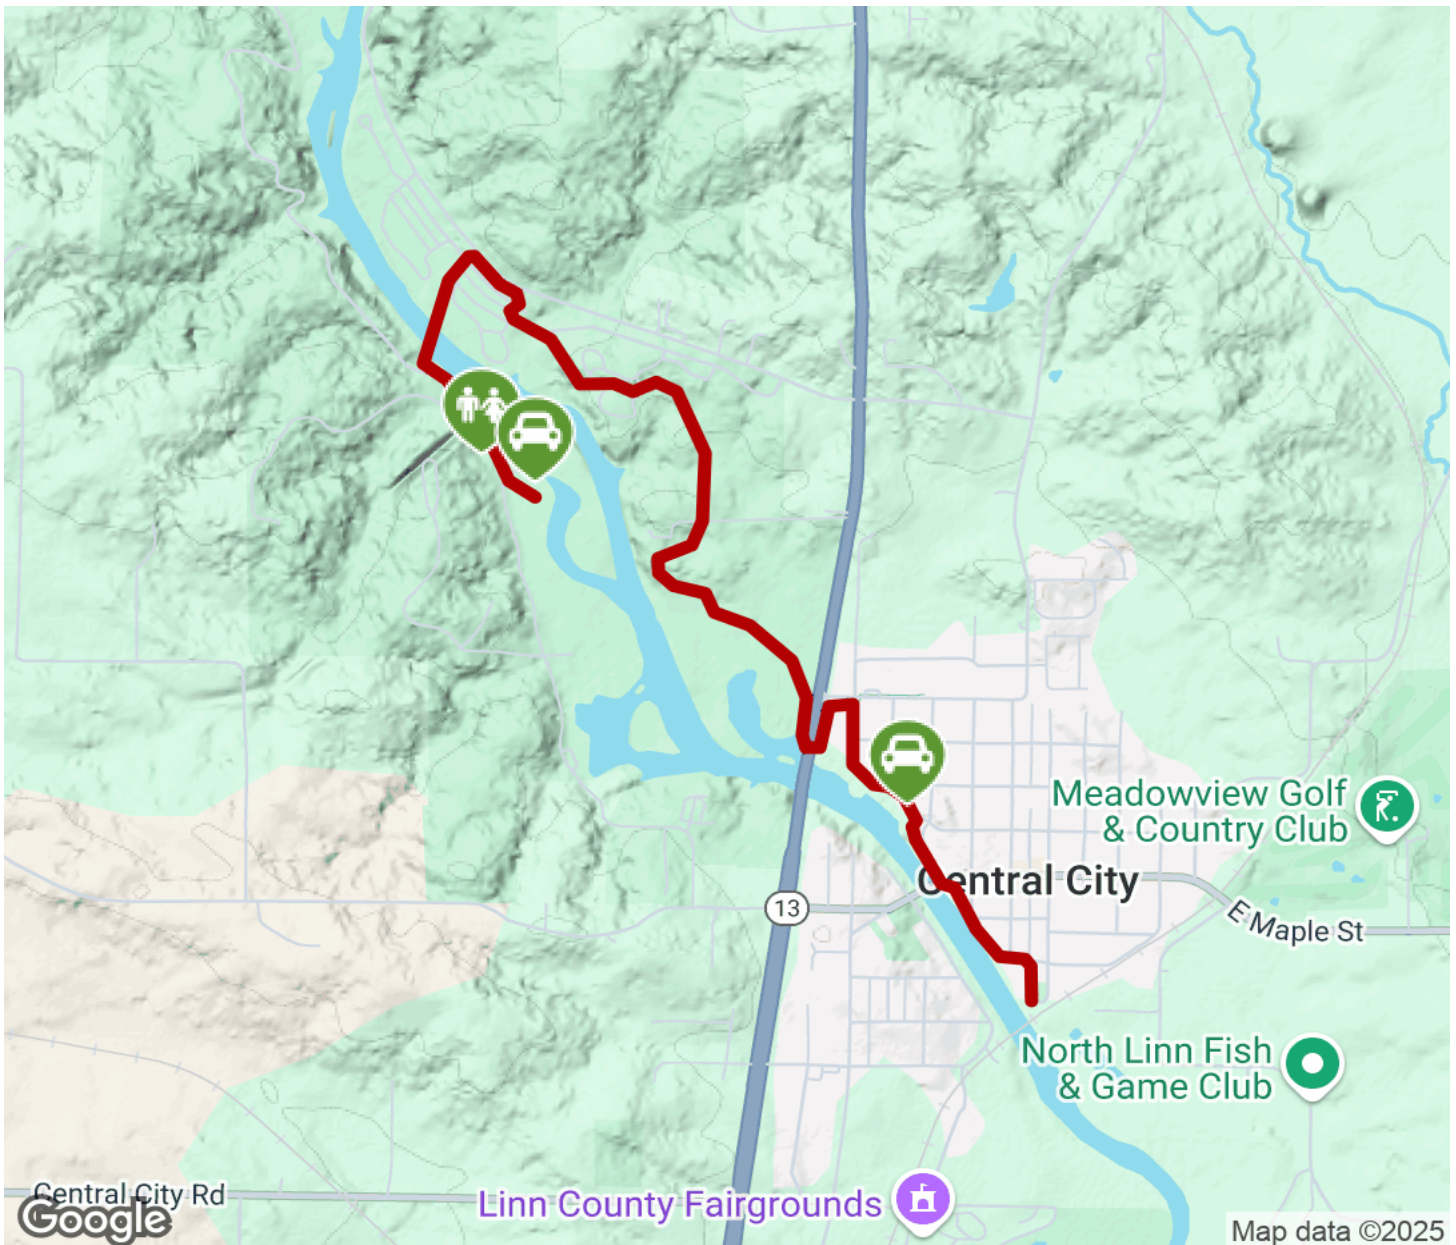 Meadowview Golf
& Country Club
Central City
13
E Maple St
North Linn Fish
& Game Club
Central City Rd
Linn County Fairgrounds
Google
Map data ©2025